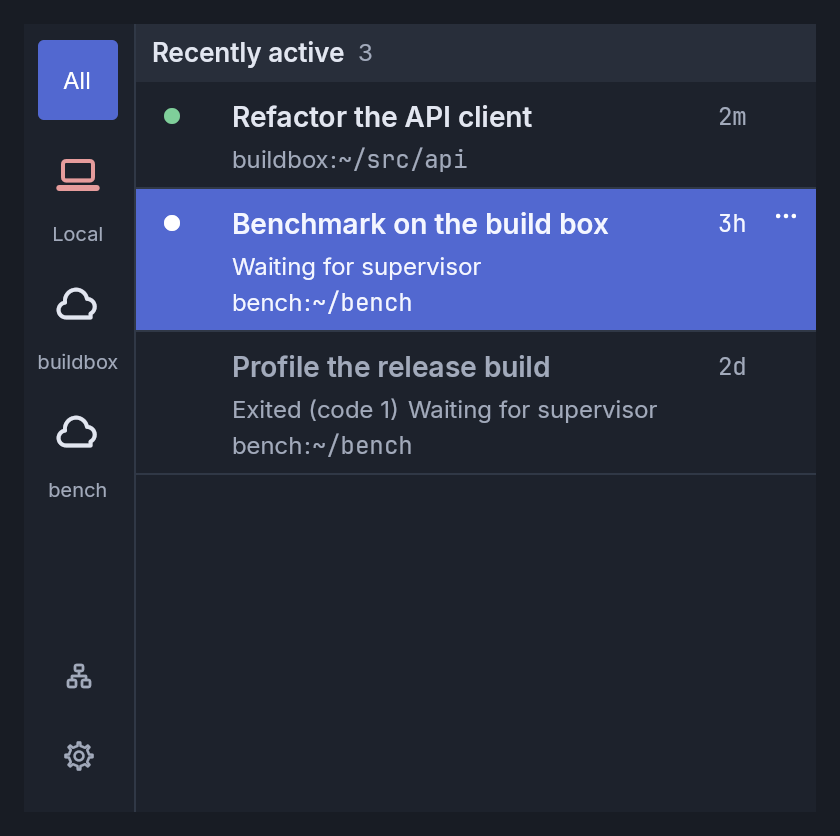 All
Local
buildbox
bench
Recently active 3
Refactor the API client 2m
buildbox:~/src/api
Benchmark on the build box 3h ···
Waiting for supervisor
bench:~/bench
Profile the release build 2d
Exited (code 1) Waiting for supervisor
bench:~/bench